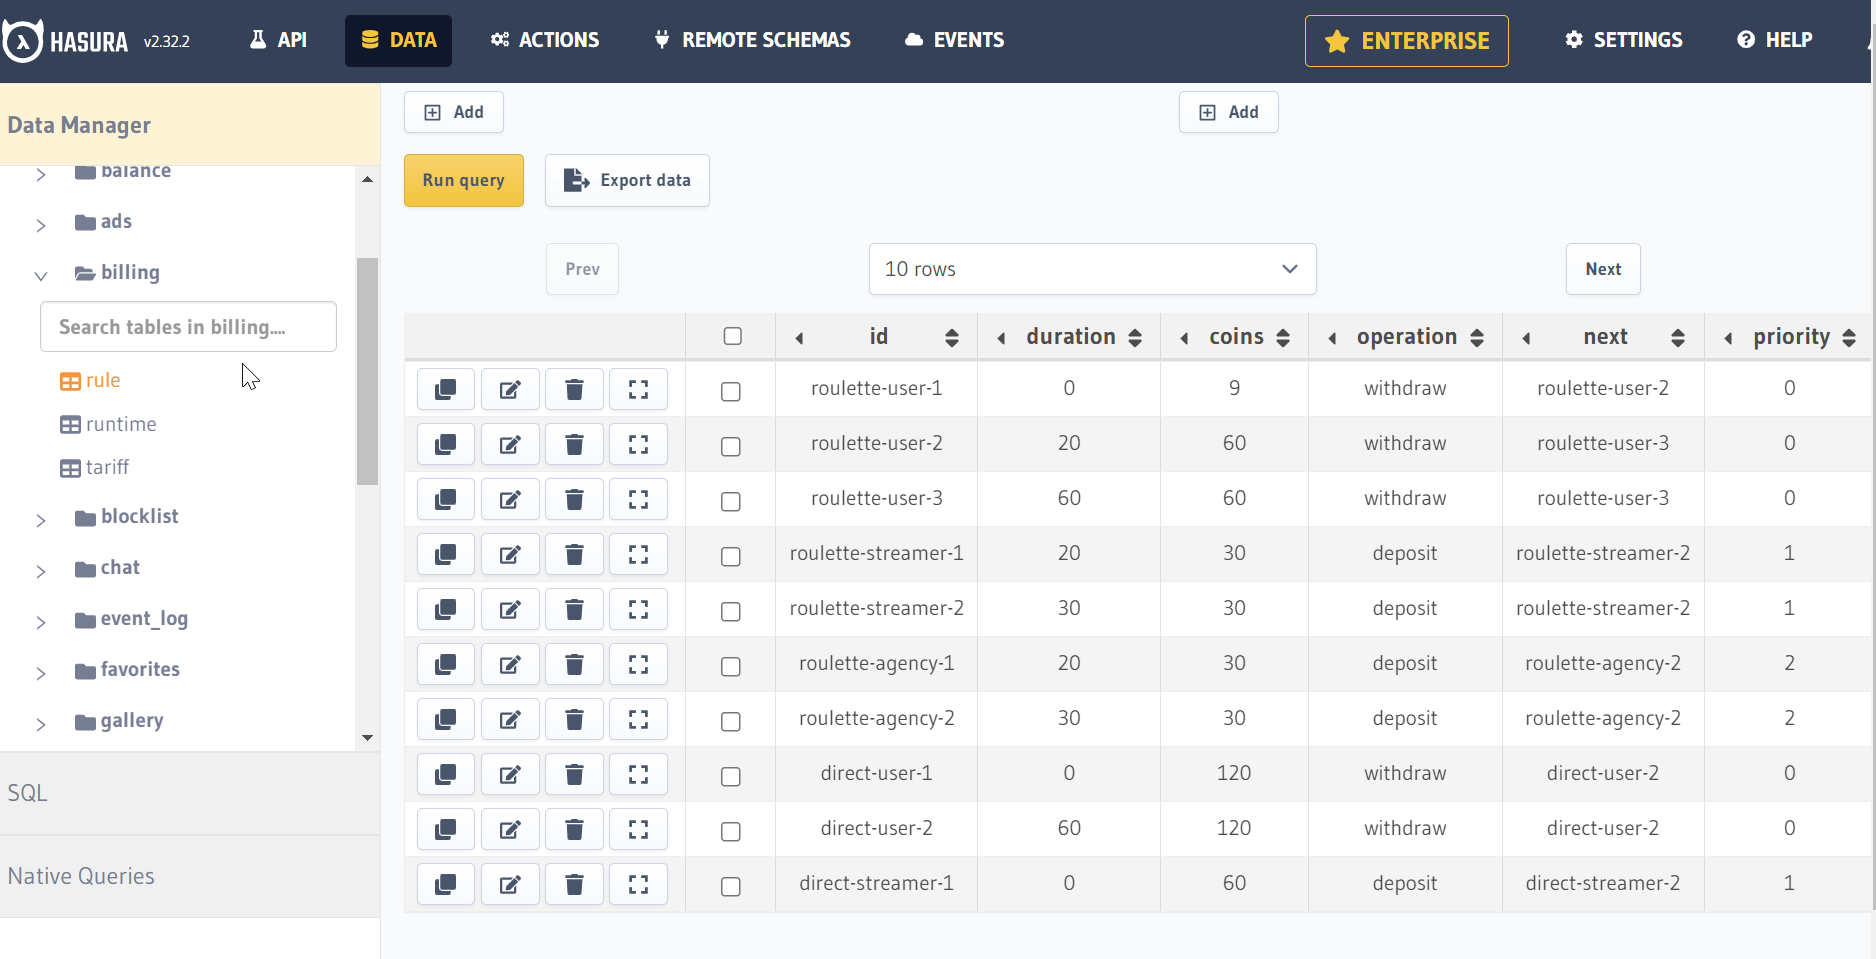 HASURA v2.32.2 API DATA ACTIONS REMOTE SCHEMAS EVENTS ENTERPRISE SETTINGS HELP
Data Manager
balance
ads
billing
Search tables in billing....
rule
runtime
tariff
blocklist
chat
event_log
favorites
gallery
SQL
Native Queries
Add Add
Run query Export data
Prev 10 rows Next
id duration coins operation next priority
roulette-user-1 0 9 withdraw roulette-user-2 0
roulette-user-2 20 60 withdraw roulette-user-3 0
roulette-user-3 60 60 withdraw roulette-user-3 0
roulette-streamer-1 20 30 deposit roulette-streamer-2 1
roulette-streamer-2 30 30 deposit roulette-streamer-2 1
roulette-agency-1 20 30 deposit roulette-agency-2 2
roulette-agency-2 30 30 deposit roulette-agency-2 2
direct-user-1 0 120 withdraw direct-user-2 0
direct-user-2 60 120 withdraw direct-user-2 0
direct-streamer-1 0 60 deposit direct-streamer-2 1